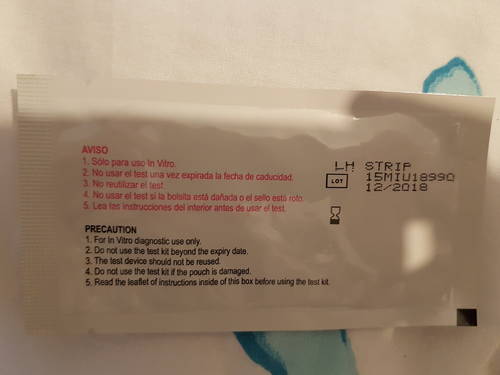 AVISO
1. Sólo para uso In Vitro.
2. No usar el test una vez expirada la fecha de caducidad.
3. No reutilizar el test.
4. No usar el test si la bolsita está dañada o el sello está roto.
5. Lea las instrucciones del interior antes de usar el test.
PRECAUTION
1. For In Vitro diagnostic use only.
2. Do not use the test kit beyond the expiry date.
3. The test device should not be reused.
4. Do not use the test kit if the pouch is damaged.
5. Read the leaflet of instructions inside of this box before using the test kit.
LH STRIP
LOT 15MIU1899Q
12/2018